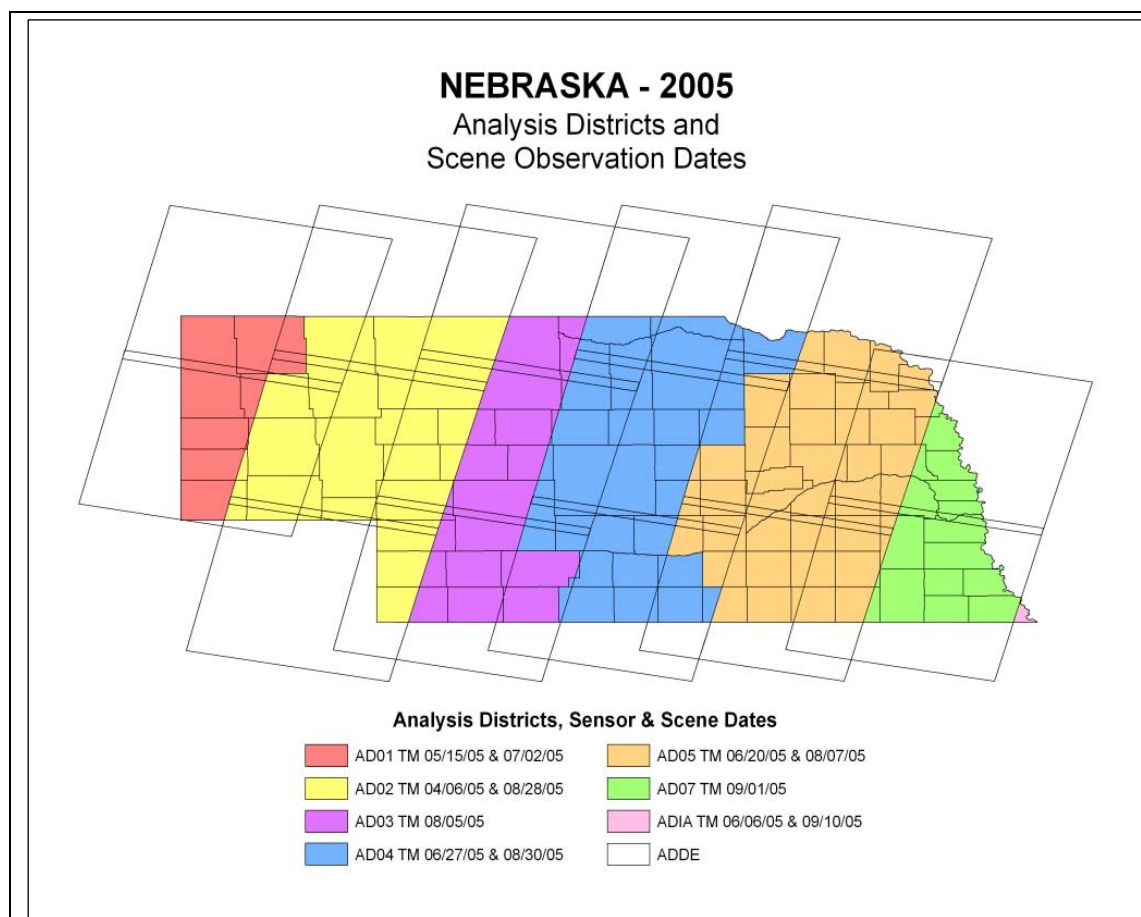 NEBRASKA - 2005
Analysis Districts and
Scene Observation Dates
Analysis Districts, Sensor & Scene Dates
AD01 TM 05/15/05 & 07/02/05
AD02 TM 04/06/05 & 08/28/05
AD03 TM 08/05/05
AD04 TM 06/27/05 & 08/30/05
AD05 TM 06/20/05 & 08/07/05
AD07 TM 09/01/05
ADIA TM 06/06/05 & 09/10/05
ADDE